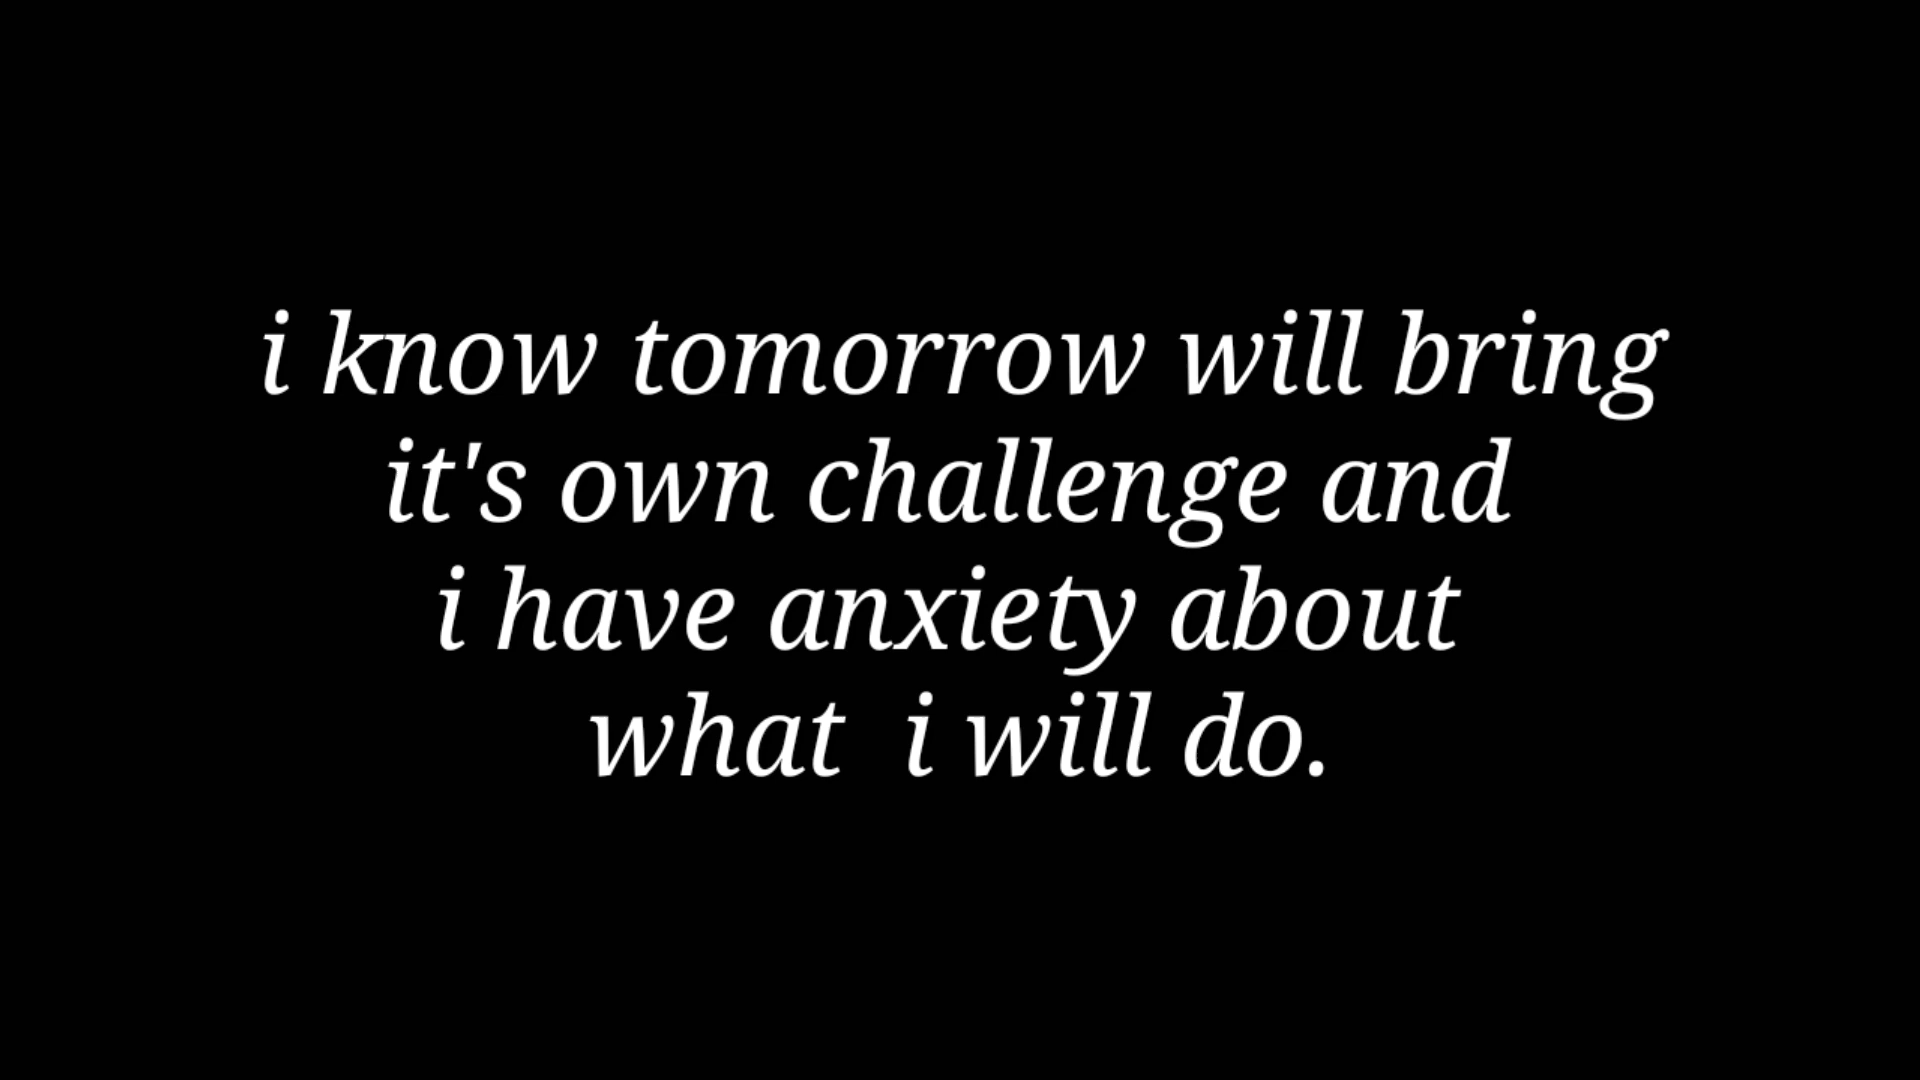 i know tomorrow will bring
it's own challenge and
i have anxiety about
what  i will do.